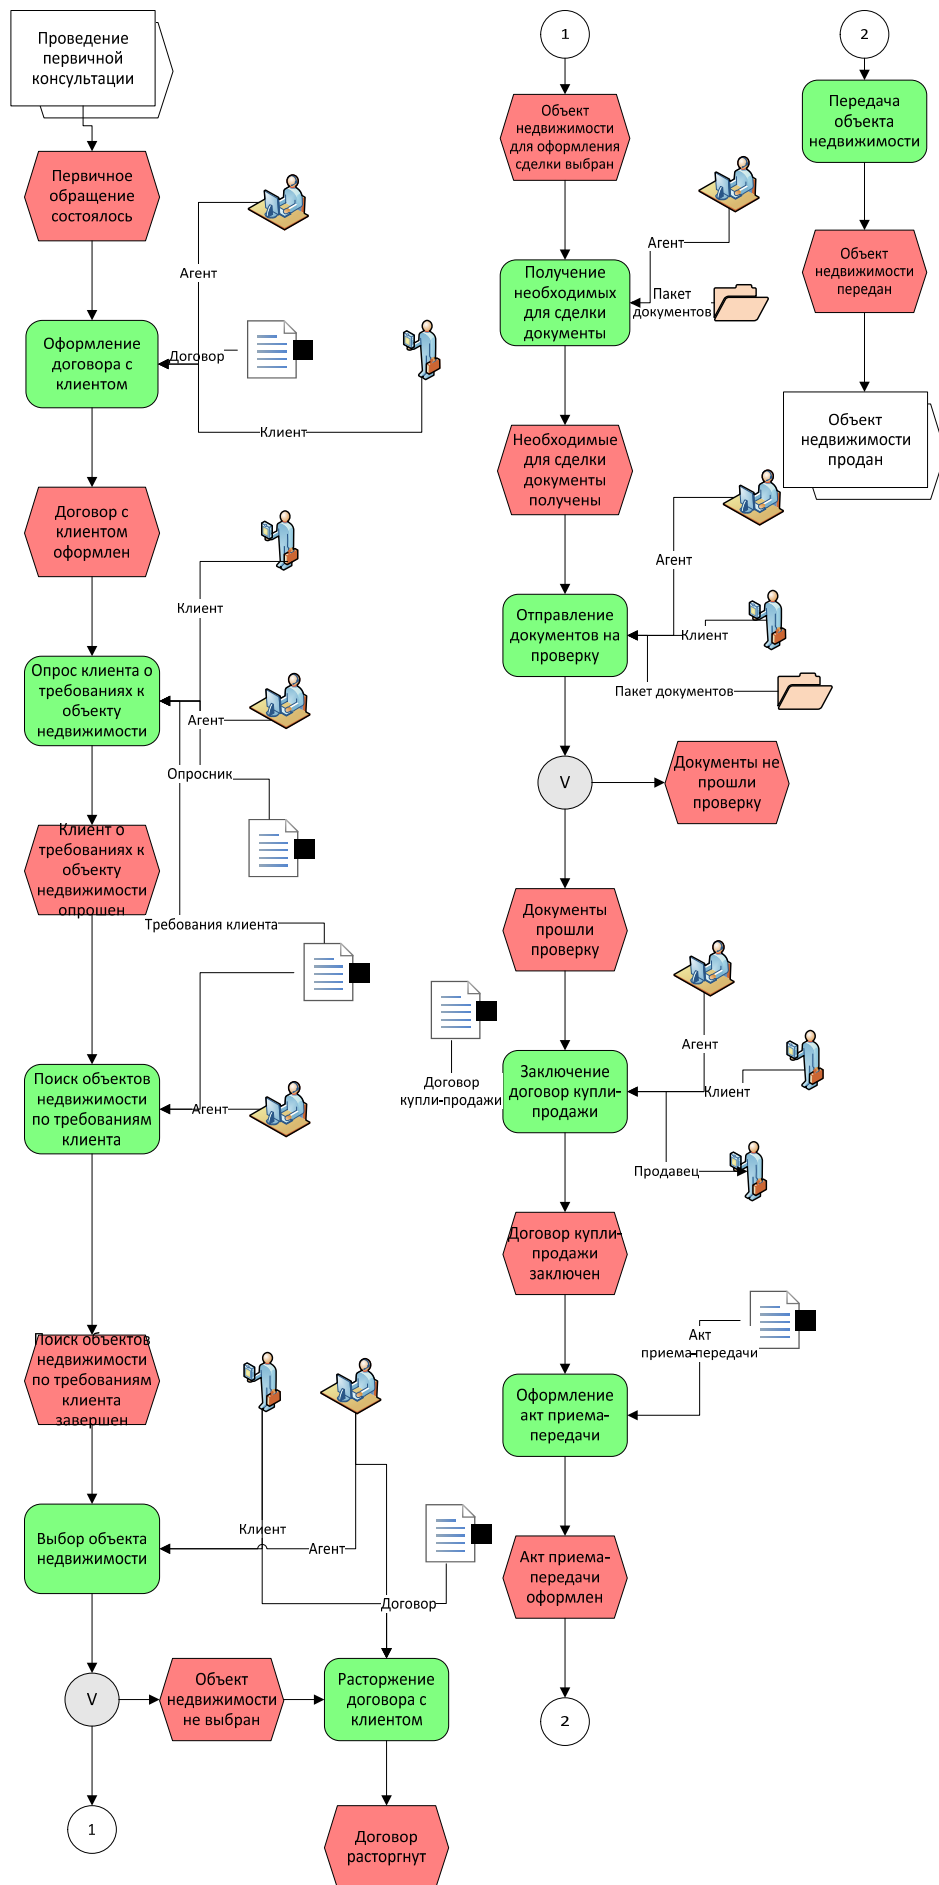 Проведение
первичной
консультации
Первичное
обращение
состоялось
Агент
Оформление
договора с
клиентом
Договор
Клиент
Договор с
клиентом
оформлен
Клиент
Опрос клиента о
требованиях к
объекту
недвижимости
Агент
Опросник
Клиент о
требованиях к
объекту
недвижимости
опрошен
Требования клиента
Поиск объектов
недвижимости
по требованиям
клиента
Агент
Поиск объектов
недвижимости
по требованиям
клиента
завершен
Выбор объекта
недвижимости
Клиент
Агент
Договор
V
Объект
недвижимости
не выбран
Расторжение
договора с
клиентом
1
Договор
расторгнут
1
Объект
недвижимости
для оформления
сделки выбран
Агент
Получение
необходимых
для сделки
документы
Пакет
документов
Необходимые
для сделки
документы
получены
Агент
Отправление
документов на
проверку
Клиент
Пакет документов
V
Документы не
прошли
проверку
Документы
прошли
проверку
Агент
Договор
купли-продажи
Заключение
договор купли-
продажи
Клиент
Продавец
Договор купли-
продажи
заключен
Акт
приема-передачи
Оформление
акт приема-
передачи
Акт приема-
передачи
оформлен
2
2
Передача
объекта
недвижимости
Объект
недвижимости
передан
Объект
недвижимости
продан